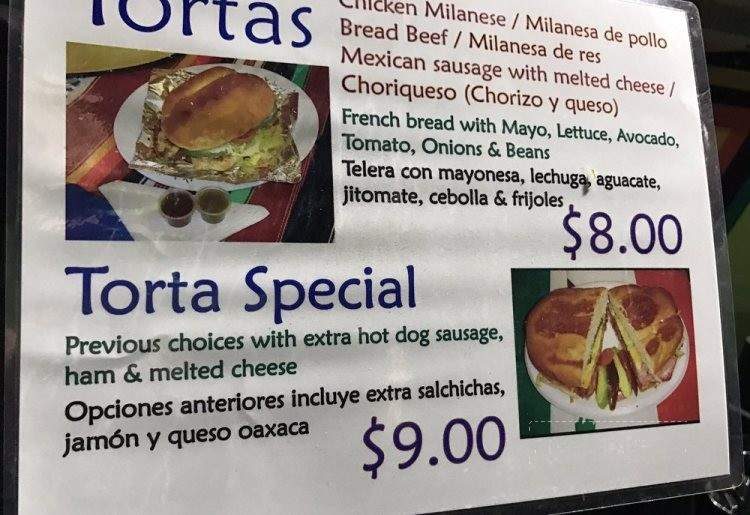 Tortas
Chicken Milanese / Milanesa de pollo
Bread Beef / Milanesa de res
Mexican sausage with melted cheese /
Choriqueso (Chorizo y queso)
French bread with Mayo, Lettuce, Avocado,
Tomato, Onions & Beans
Telera con mayonesa, lechuga, aguacate,
jitomate, cebolla & frijoles
$8.00
Torta Special
Previous choices with extra hot dog sausage,
ham & melted cheese
Opciones anteriores incluye extra salchichas,
jamón y queso oaxaca
$9.00